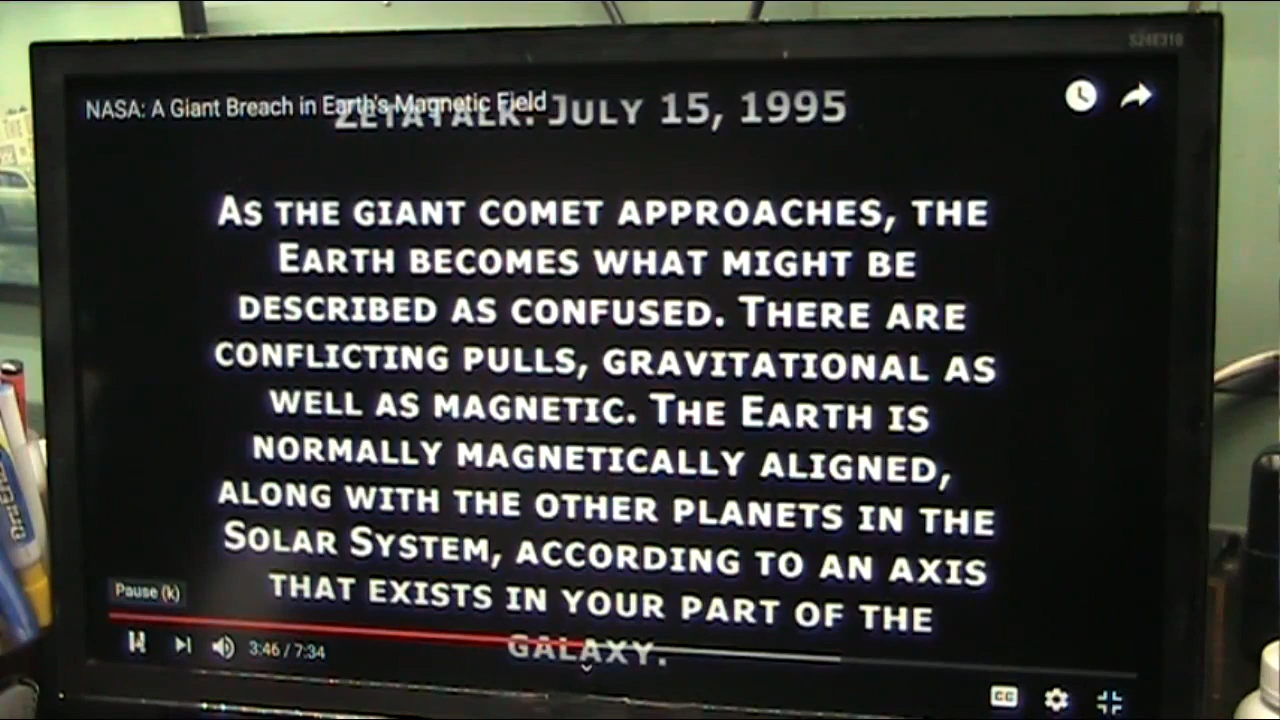 S24E310
NASA: A Giant Breach in Earth's Magnetic Field
ZETATALK: JULY 15, 1995
AS THE GIANT COMET APPROACHES, THE
EARTH BECOMES WHAT MIGHT BE
DESCRIBED AS CONFUSED. THERE ARE
CONFLICTING PULLS, GRAVITATIONAL AS
WELL AS MAGNETIC. THE EARTH IS
NORMALLY MAGNETICALLY ALIGNED,
ALONG WITH THE OTHER PLANETS IN THE
SOLAR SYSTEM, ACCORDING TO AN AXIS
THAT EXISTS IN YOUR PART OF THE
GALAXY.
Pause (k)
3:46 / 7:34
CC